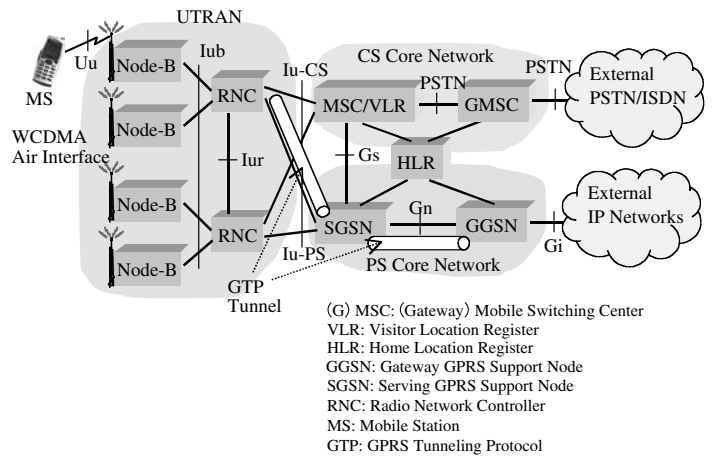 UTRAN
Uu
Node-B
Iub
MS
RNC
Iu-CS
CS Core Network
PSTN
PSTN
External
PSTN/ISDN
MSC/VLR
GMSC
WCDMA
Air Interface
Node-B
Iur
Gs
HLR
Node-B
RNC
SGSN
Gn
GGSN
External
IP Networks
Gi
Node-B
Iu-PS
PS Core Network
GTP
Tunnel
(G) MSC: (Gateway) Mobile Switching Center
VLR: Visitor Location Register
HLR: Home Location Register
GGSN: Gateway GPRS Support Node
SGSN: Serving GPRS Support Node
RNC: Radio Network Controller
MS: Mobile Station
GTP: GPRS Tunneling Protocol